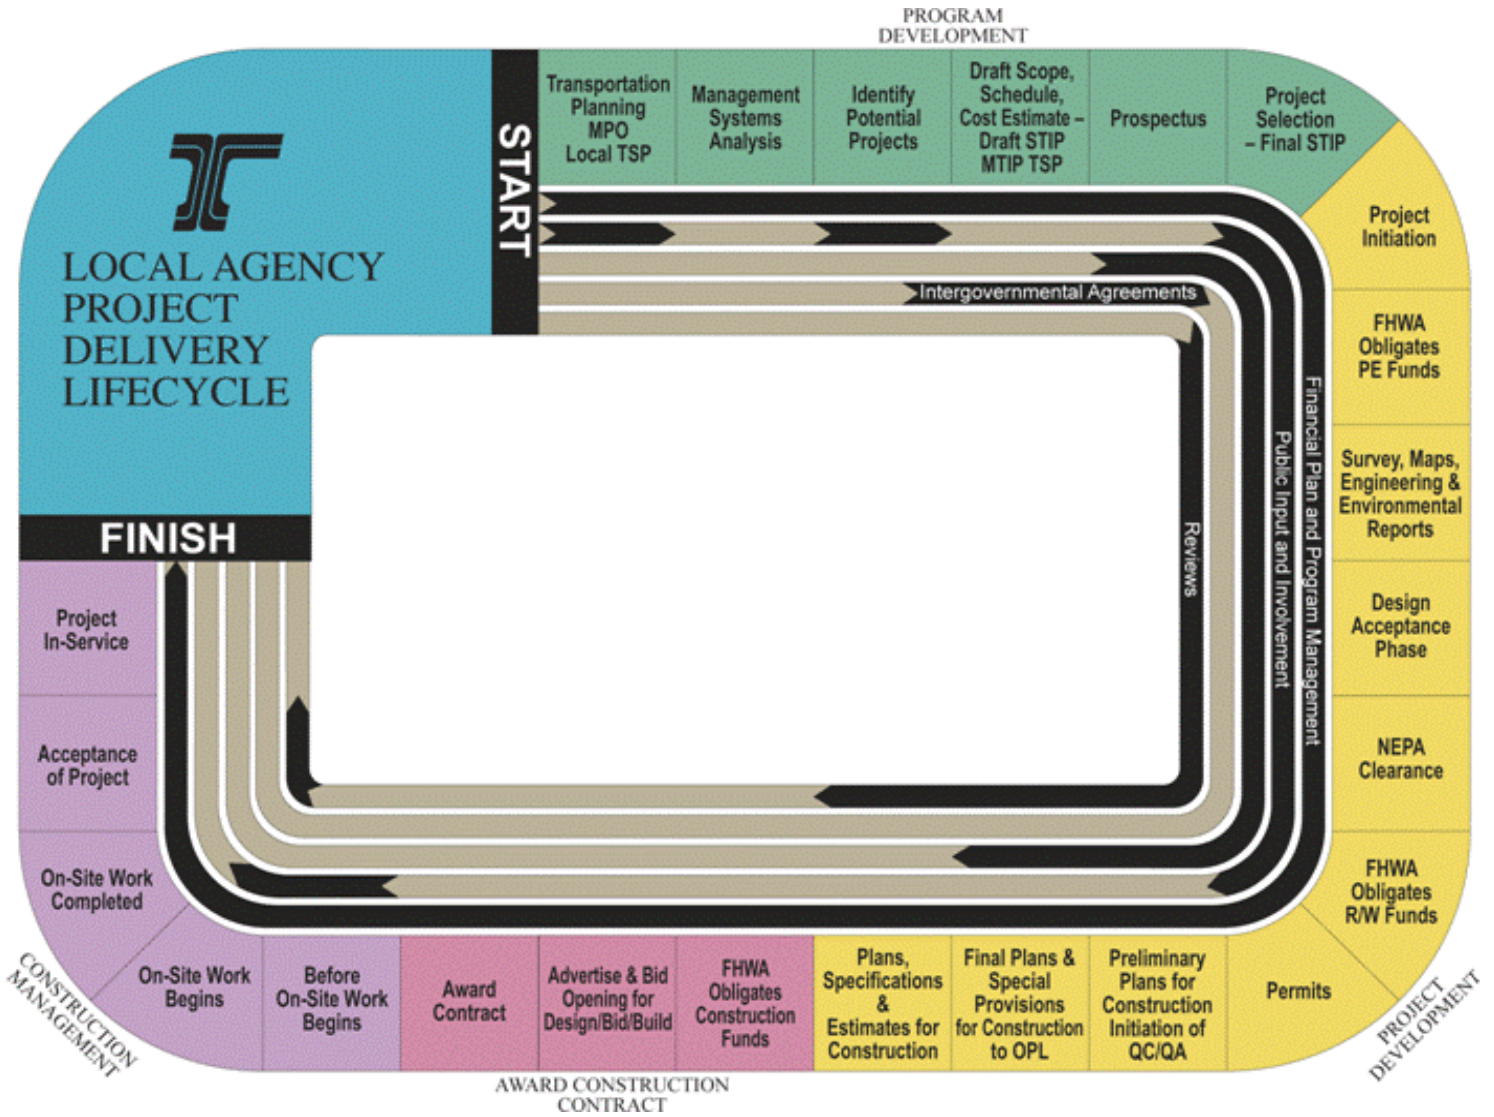 PROGRAM
DEVELOPMENT
LOCAL AGENCY
PROJECT
DELIVERY
LIFECYCLE
START
Transportation
Planning
MPO
Local TSP
Management
Systems
Analysis
Identify
Potential
Projects
Draft Scope,
Schedule,
Cost Estimate –
Draft STIP
MTIP TSP
Prospectus
Project
Selection
– Final STIP
Project
Initiation
FHWA
Obligates
PE Funds
Survey, Maps,
Engineering &
Environmental
Reports
Design
Acceptance
Phase
NEPA
Clearance
FHWA
Obligates
R/W Funds
PROJECT
DEVELOPMENT
Permits
Preliminary
Plans for
Construction
Initiation of
QC/QA
Final Plans &
Special
Provisions
for Construction
to OPL
Plans,
Specifications
&
Estimates for
Construction
FHWA
Obligates
Construction
Funds
Advertise & Bid
Opening for
Design/Bid/Build
Award
Contract
AWARD CONSTRUCTION
CONTRACT
Before
On-Site Work
Begins
On-Site Work
Begins
CONSTRUCTION
MANAGEMENT
On-Site Work
Completed
Acceptance
of Project
Project
In-Service
FINISH
Intergovernmental Agreements
Financial Plan and Program Management
Public Input and Involvement
Reviews